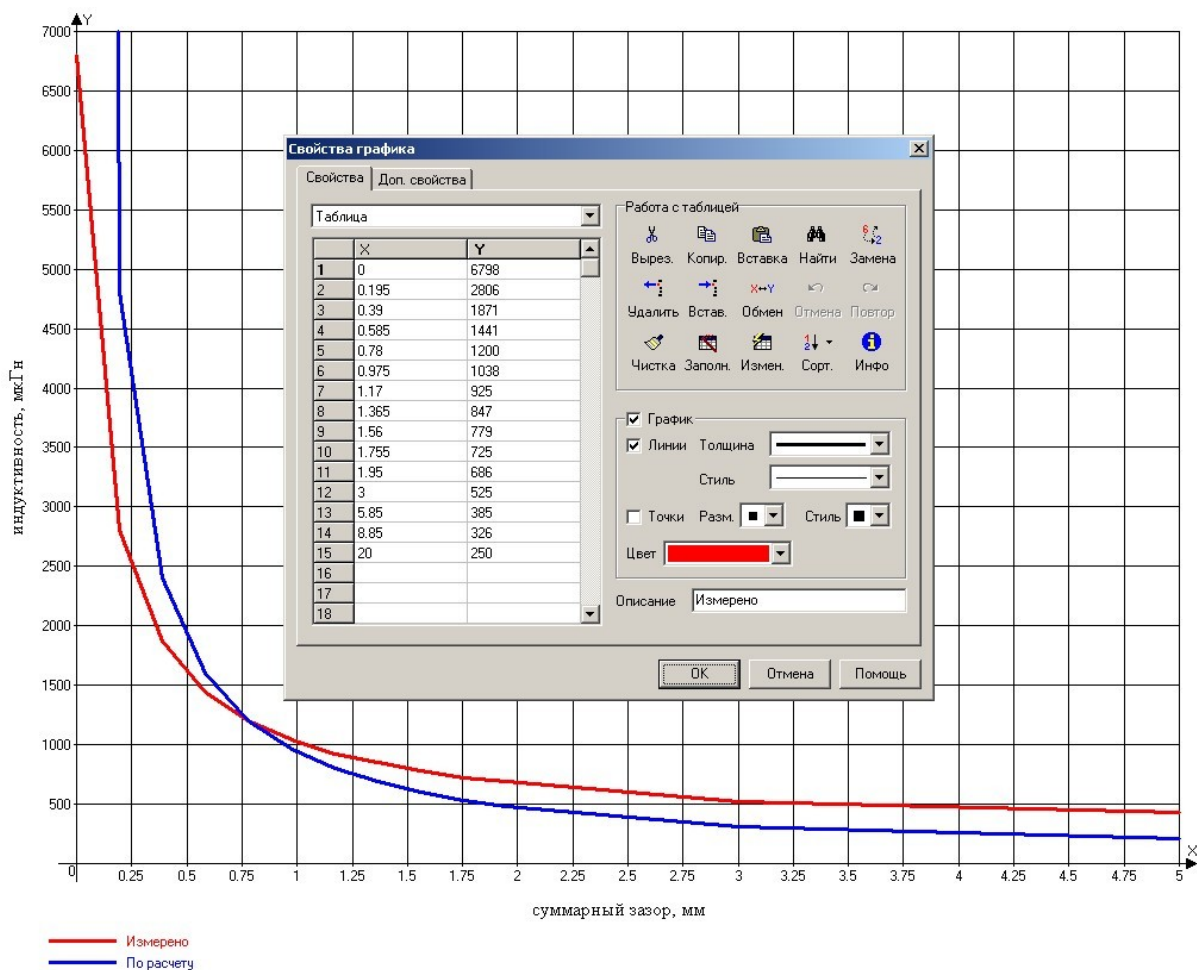 Y
7000
6500
6000
5500
5000
4500
4000
3500
3000
2500
2000
1500
1000
500
0
индуктивность, мкГн
Свойства графика
Свойства Доп. свойства
Таблица
X Y
1 0 6798
2 0.195 2806
3 0.39 1871
4 0.585 1441
5 0.78 1200
6 0.975 1038
7 1.17 925
8 1.365 847
9 1.56 779
10 1.755 725
11 1.95 686
12 3 525
13 5.85 385
14 8.85 326
15 20 250
16
17
18
Работа с таблицей
Вырез. Копир. Вставка Найти Замена
Удалить Встав. Обмен Отмена Повтор
Чистка Заполн. Измен. Сорт. Инфо
График
Линии Толщина
Стиль
Точки Разм. Стиль
Цвет
Описание Измерено
OK Отмена Помощь
X
0.25 0.5 0.75 1 1.25 1.5 1.75 2 2.25 2.5 2.75 3 3.25 3.5 3.75 4 4.25 4.5 4.75 5
суммарный зазор, мм
Измерено
По расчету